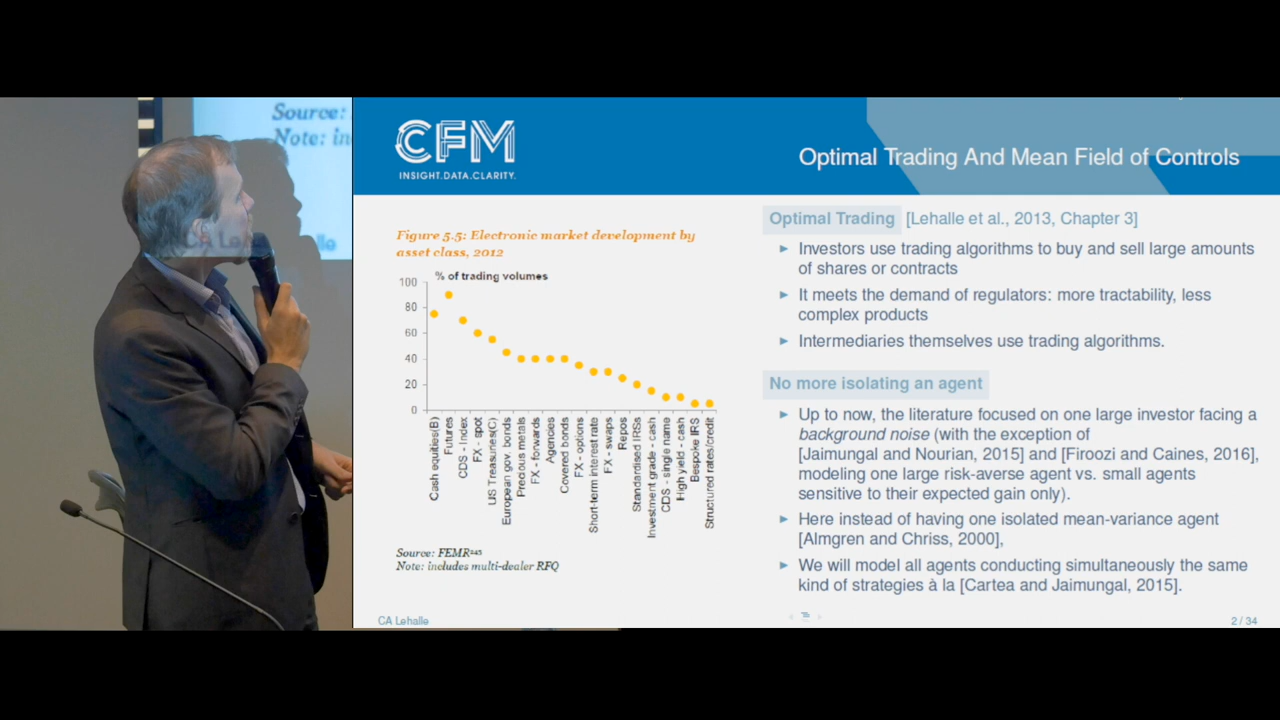 Source:
Note: in
CA Leh
lle
CFM
INSIGHT.DATA.CLARITY.
Optimal Trading And Mean Field of Controls
Figure 5.5: Electronic market development by
asset class, 2012
% of trading volumes
100
80
60
40
20
0
Cash equities(B)
Futures
CDS - Index
FX - spot
US Treasuries(C)
European gov. bonds
Precious metals
FX - forwards
Agencies
Covered bonds
FX - options
Short-term interest rate
FX - swaps
Repos
Standardised IRSs
Investment grade - cash
CDS - single name
High yield - cash
Bespoke IRS
Structured rates/credit
Source: FEMR²⁴³
Note: includes multi-dealer RFQ
Optimal Trading [Lehalle et al., 2013, Chapter 3]
► Investors use trading algorithms to buy and sell large amounts
of shares or contracts
► It meets the demand of regulators: more tractability, less
complex products
► Intermediaries themselves use trading algorithms.
No more isolating an agent
► Up to now, the literature focused on one large investor facing a
background noise (with the exception of
[Jaimungal and Nourian, 2015] and [Firoozi and Caines, 2016],
modeling one large risk-averse agent vs. small agents
sensitive to their expected gain only).
► Here instead of having one isolated mean-variance agent
[Almgren and Chriss, 2000],
► We will model all agents conducting simultaneously the same
kind of strategies à la [Cartea and Jaimungal, 2015].
CA Lehalle
2 / 34